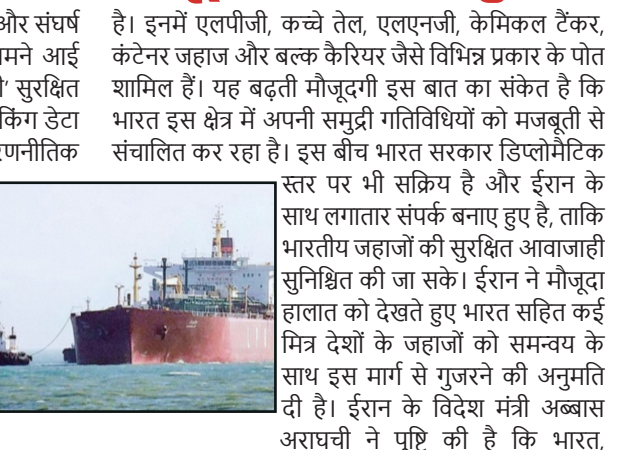 और संघर्ष
मने आई
सुरक्षित
किंग डेटा
रणनीतिक
है। इनमें एलपीजी, कच्चे तेल, एलएनजी, केमिकल टैंकर,
कंटेनर जहाज और बल्क कैरियर जैसे विभिन्न प्रकार के पोत
शामिल हैं। यह बढ़ती मौजूदगी इस बात का संकेत है कि
भारत इस क्षेत्र में अपनी समुद्री गतिविधियों को मजबूती से
संचालित कर रहा है। इस बीच भारत सरकार डिप्लोमैटिक
स्तर पर भी सक्रिय है और ईरान के
साथ लगातार संपर्क बनाए हुए है, ताकि
भारतीय जहाजों की सुरक्षित आवाजाही
सुनिश्चित की जा सके। ईरान ने मौजूदा
हालात को देखते हुए भारत सहित कई
मित्र देशों के जहाजों को समन्वय के
साथ इस मार्ग से गुजरने की अनुमति
दी है। ईरान के विदेश मंत्री अब्बास
अराघची ने पुष्टि की है कि भारत,